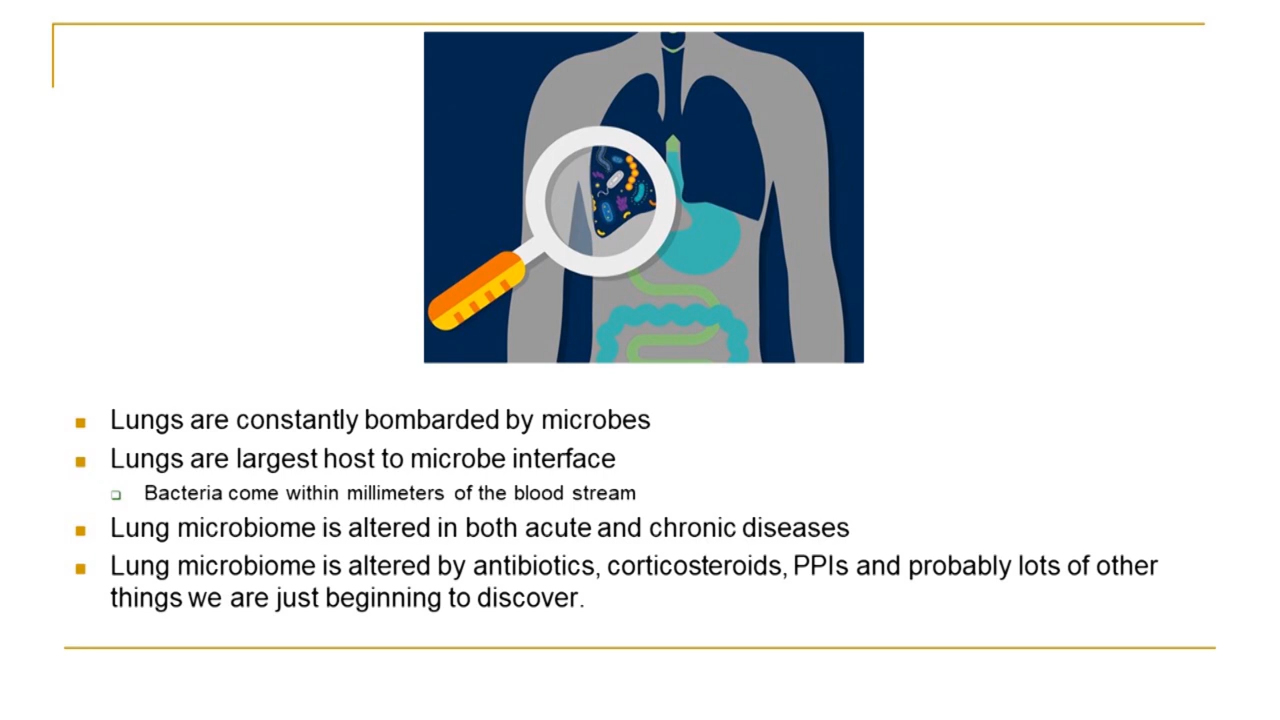 Lungs are constantly bombarded by microbes
Lungs are largest host to microbe interface
Bacteria come within millimeters of the blood stream
Lung microbiome is altered in both acute and chronic diseases
Lung microbiome is altered by antibiotics, corticosteroids, PPIs and probably lots of other
things we are just beginning to discover.